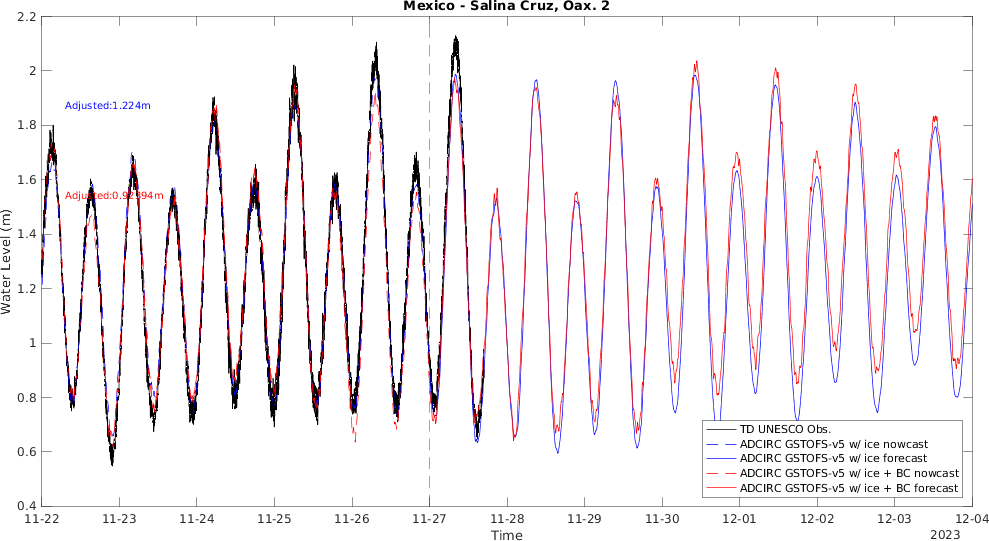 Mexico - Salina Cruz, Oax. 2
2.2
2
1.8
1.6
1.4
1.2
1
0.8
0.6
0.4
Water Level (m)
Adjusted:1.224m
Adjusted:0.92394m
TD UNESCO Obs.
ADCIRC GSTOFS-v5 w/ ice nowcast
ADCIRC GSTOFS-v5 w/ ice forecast
ADCIRC GSTOFS-v5 w/ ice + BC nowcast
ADCIRC GSTOFS-v5 w/ ice + BC forecast
11-22 11-23 11-24 11-25 11-26 11-27 11-28 11-29 11-30 12-01 12-02 12-03 12-04
Time
2023